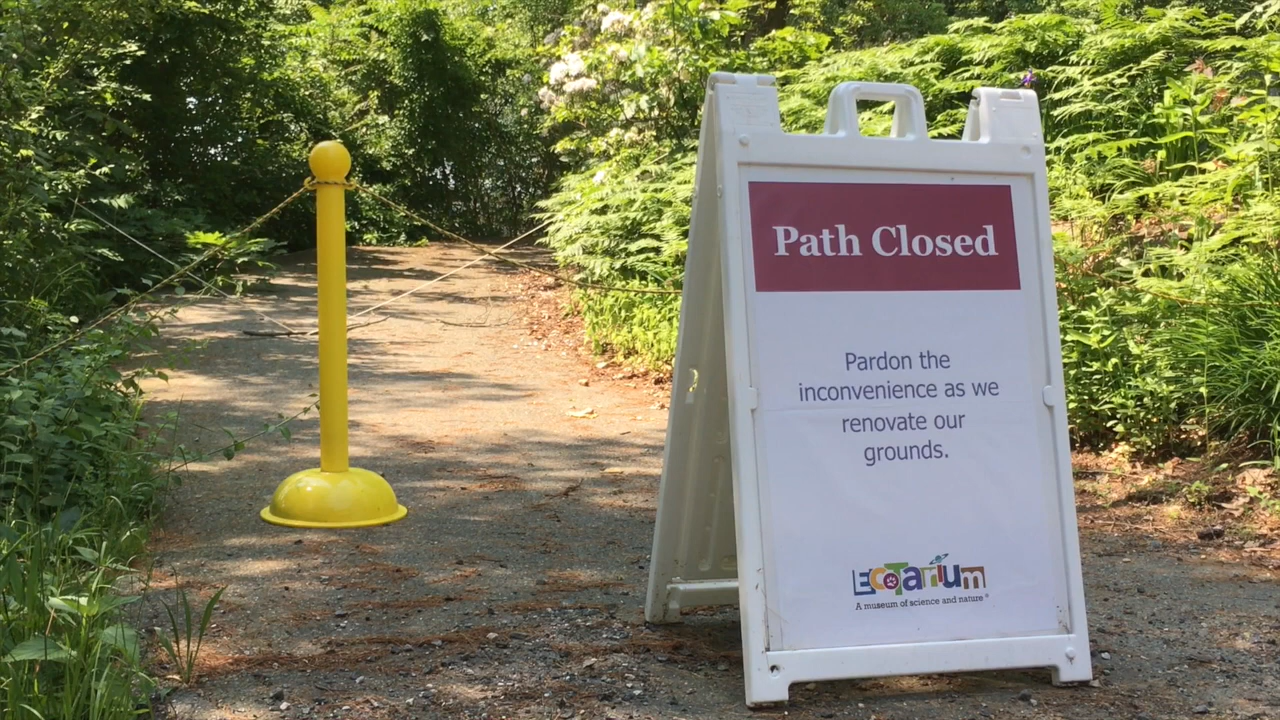 Path Closed
Pardon the
inconvenience as we
renovate our
grounds.
ECOTARIUM
A museum of science and nature®